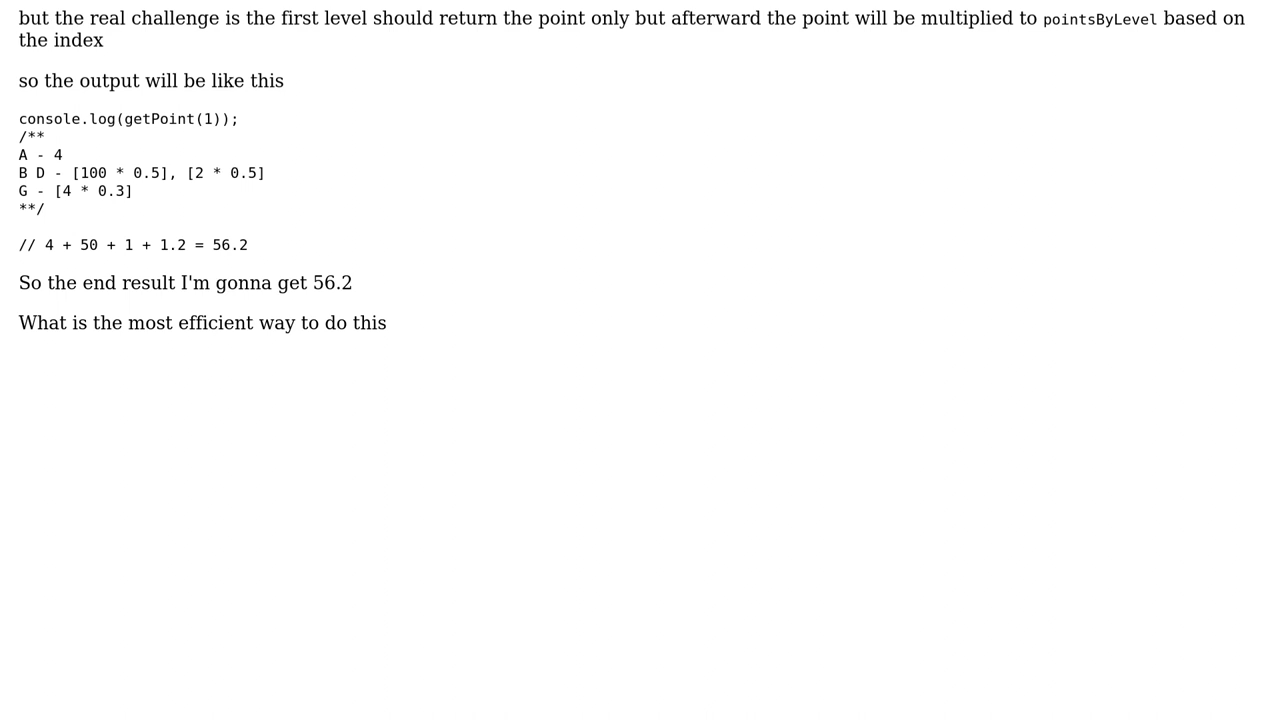 but the real challenge is the first level should return the point only but afterward the point will be multiplied to pointsByLevel based on
the index
so the output will be like this
console.log(getPoint(1));
/**
A - 4
B D - [100 * 0.5], [2 * 0.5]
G - [4 * 0.3]
**/
// 4 + 50 + 1 + 1.2 = 56.2
So the end result I'm gonna get 56.2
What is the most efficient way to do this